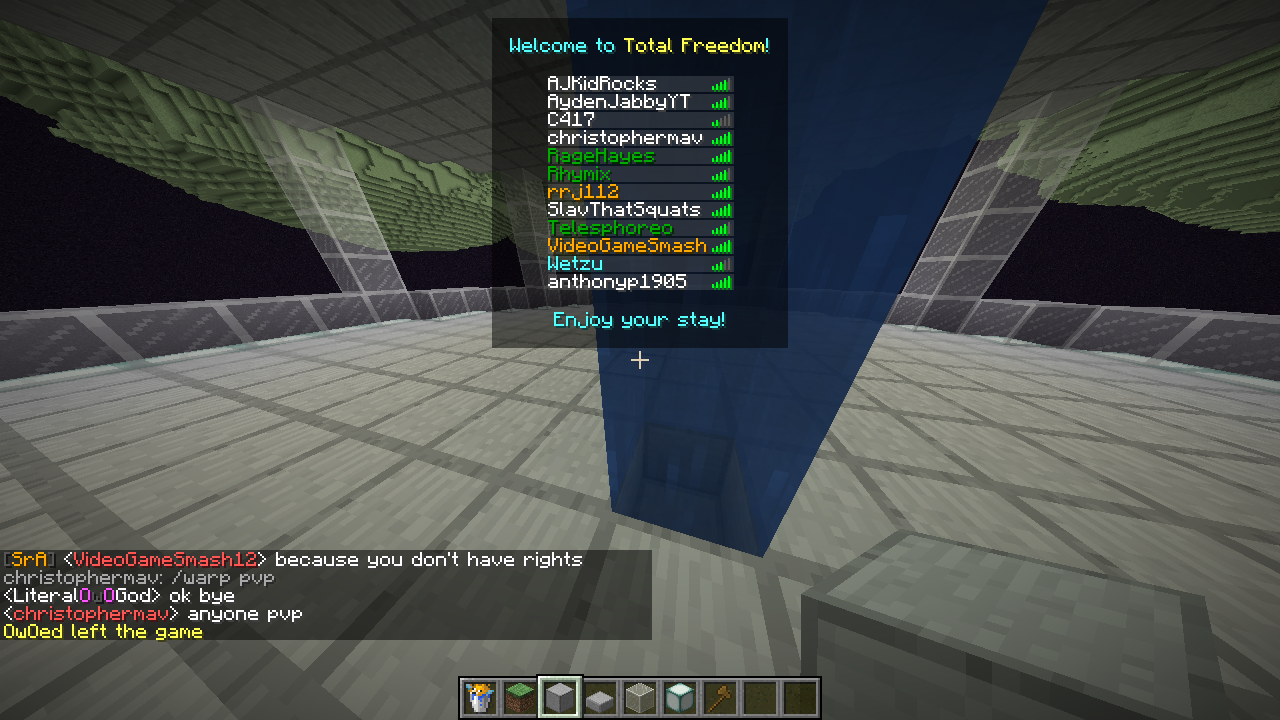 Welcome to Total Freedom!
AJKidRocks
AydenJabbyYT
C417
christophermav
RageHayes
Rhymix
rrj112
SlavThatSquats
Telesphoreo
VideoGameSmash
Wetzu
anthonyp1905
Enjoy your stay!
[SrA] <VideoGameSmash12> because you don't have rights
christophermav: /warp pvp
<LiteralOwOGod> ok bye
<christophermav> anyone pvp
OwOed left the game